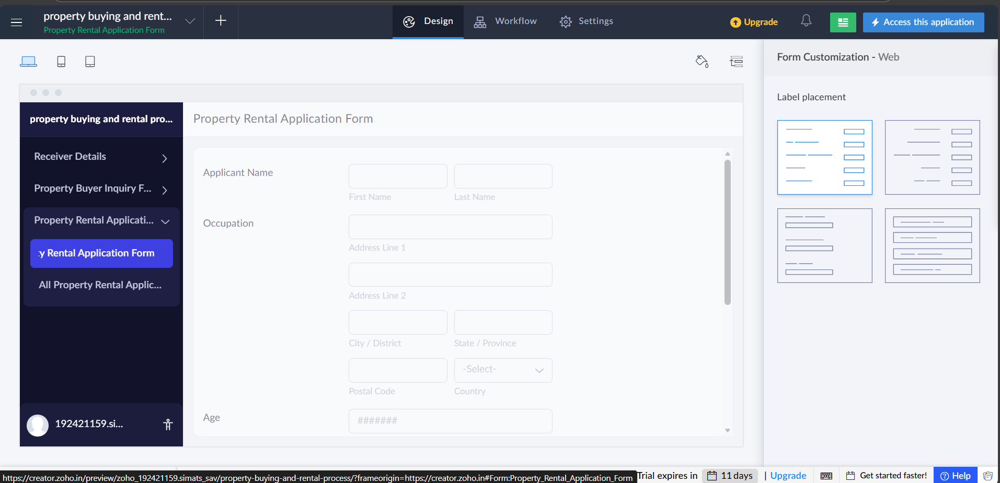 property buying and rent...
Property Rental Application Form
Design
Workflow
Settings
Upgrade
Access this application
Form Customization - Web
Label placement
property buying and rental pro...
Property Rental Application Form
Receiver Details
Property Buyer Inquiry F...
Property Rental Applicati...
ty Rental Application Form
All Property Rental Applic...
192421159.si...
Applicant Name
First Name
Last Name
Occupation
Address Line 1
Address Line 2
City / District
State / Province
-Select-
Postal Code
Country
Age
#######
https://creator.zoho.in/preview/zoho_192421159.simats_sav/property-buying-and-rental-process/?frameorigin=https://creator.zoho.in#Form:Property_Rental_Application_Form
Trial expires in 11 days | Upgrade
Get started faster!
Help